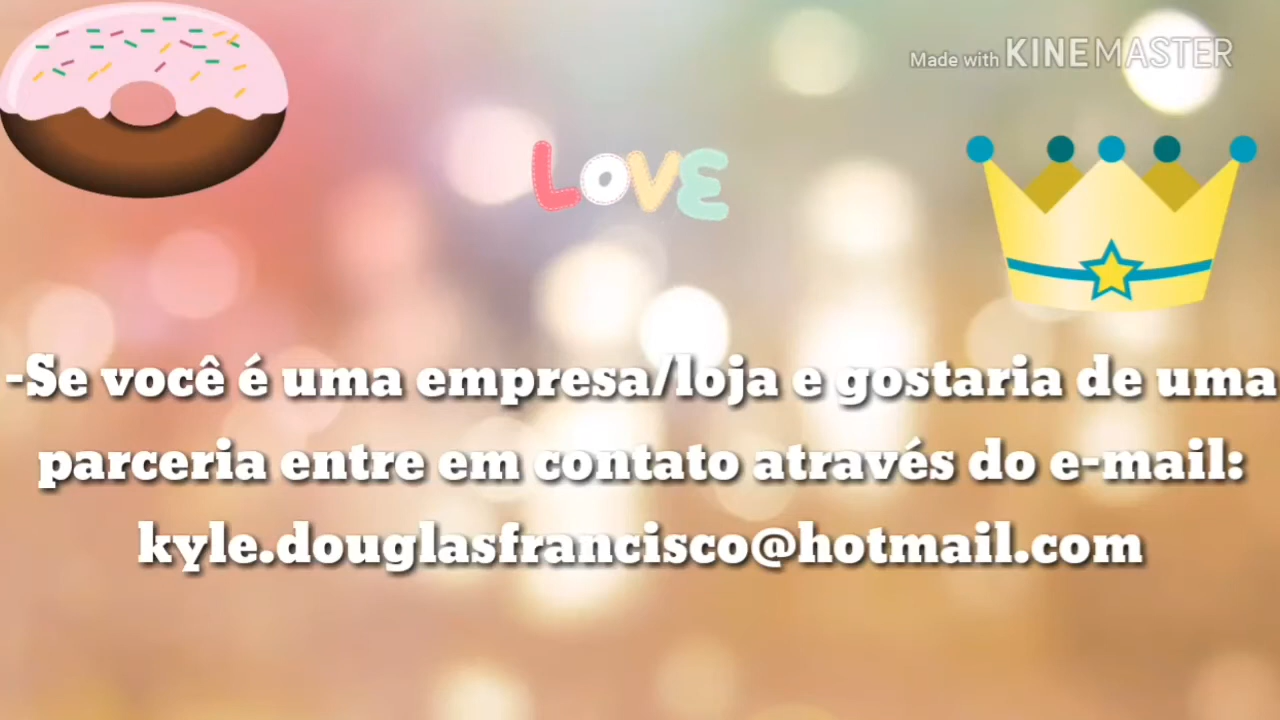 Made with KINEMASTER
LOVE
-Se você é uma empresa/loja e gostaria de uma
parceria entre em contato através do e-mail:
kyle.douglasfrancisco@hotmail.com